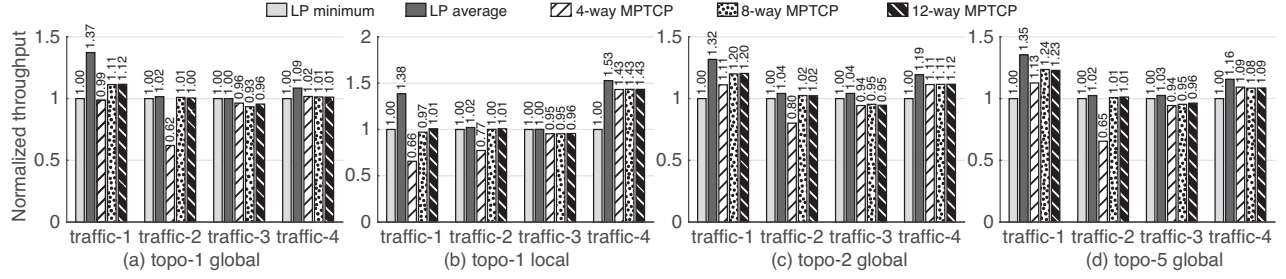 LP minimum LP average 4-way MPTCP 8-way MPTCP 12-way MPTCP
Normalized throughput
1.5
1
0.5
0
1.00 1.37 0.99 1.11 1.12
1.00 1.02 0.62 1.01 1.00
1.00 1.00 0.96 0.93 0.96
1.00 1.09 1.02 1.01 1.01
traffic-1 traffic-2 traffic-3 traffic-4
(a) topo-1 global
2
1.5
1
0.5
0
1.00 1.38 0.66 0.97 1.01
1.00 1.02 0.77 1.00 1.01
1.00 1.00 0.95 0.95 0.96
1.00 1.53 1.43 1.43 1.43
traffic-1 traffic-2 traffic-3 traffic-4
(b) topo-1 local
1.5
1
0.5
0
1.00 1.32 1.11 1.20 1.20
1.00 1.04 0.80 1.02 1.02
1.00 1.04 0.94 0.95 0.95
1.00 1.19 1.11 1.11 1.12
traffic-1 traffic-2 traffic-3 traffic-4
(c) topo-2 global
1.5
1
0.5
0
1.00 1.35 1.13 1.24 1.23
1.00 1.02 0.65 1.01 1.01
1.00 1.03 0.94 0.95 0.96
1.00 1.16 1.09 1.08 1.09
traffic-1 traffic-2 traffic-3 traffic-4
(d) topo-5 global